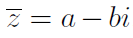 z̅ = a − bi